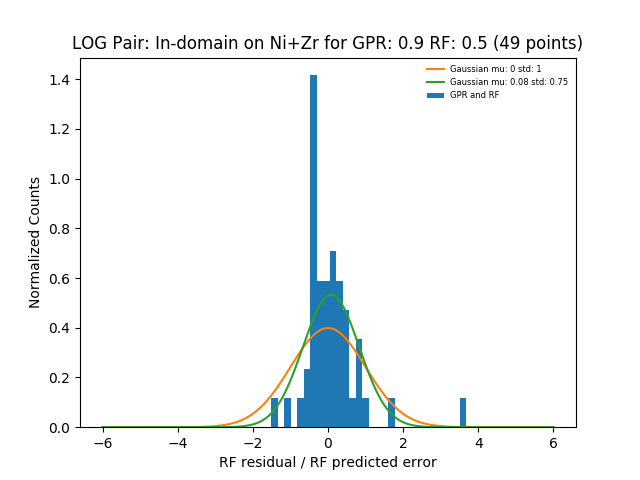 LOG Pair: In-domain on Ni+Zr for GPR: 0.9 RF: 0.5 (49 points)
Gaussian mu: 0 std: 1
Gaussian mu: 0.08 std: 0.75
GPR and RF
Normalized Counts
1.4
1.2
1.0
0.8
0.6
0.4
0.2
0.0
−6 −4 −2 0 2 4 6
RF residual / RF predicted error